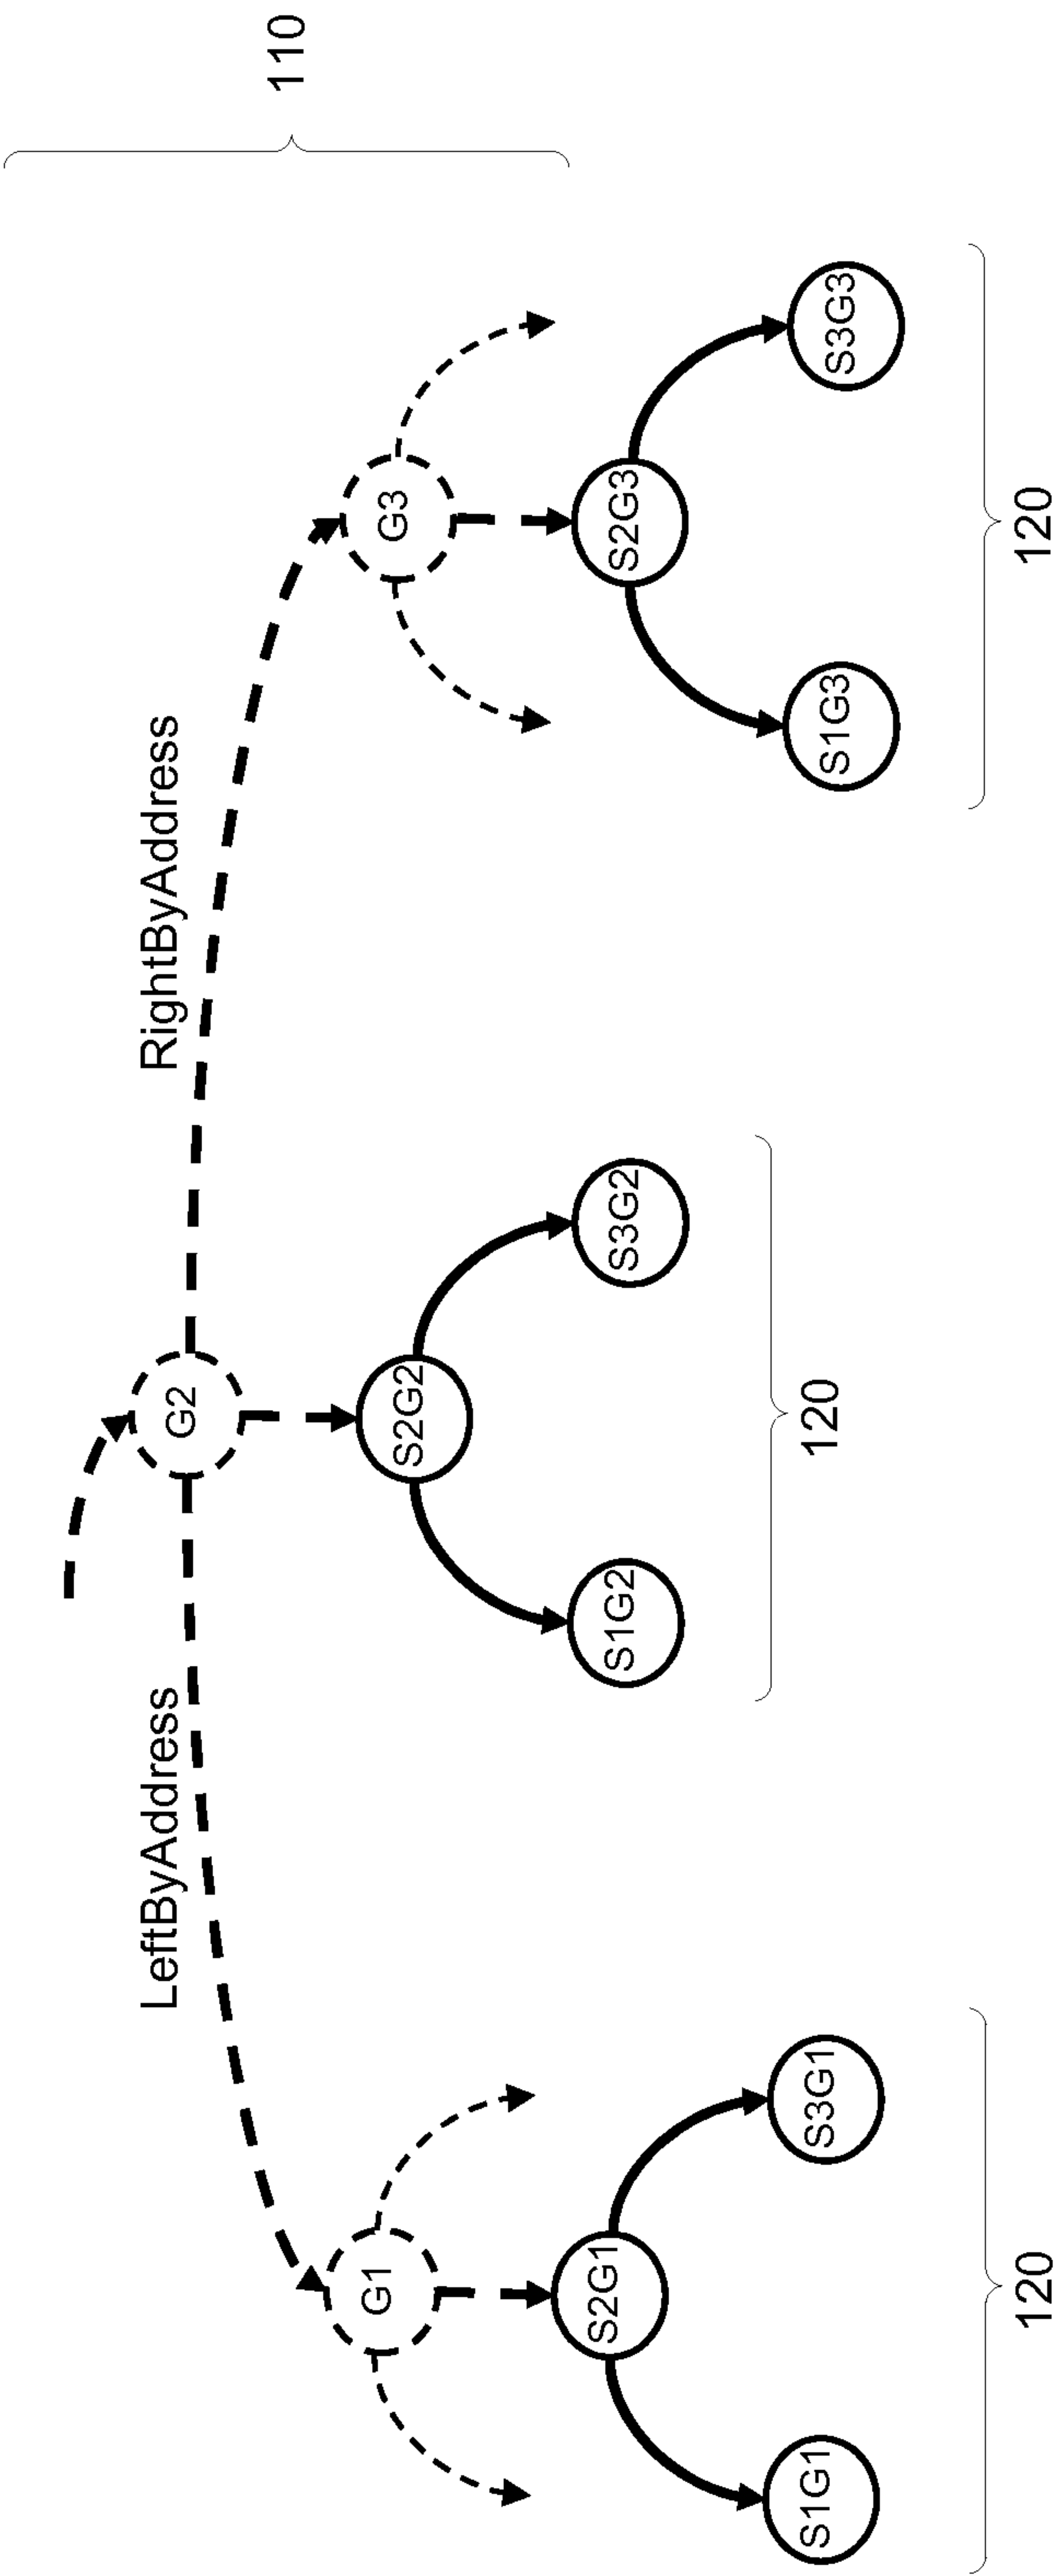 110
LeftByAddress
RightByAddress
G2
G1
G3
S2G2
S2G1
S2G3
S1G2
S3G2
S1G1
S3G1
S1G3
S3G3
120
120
120